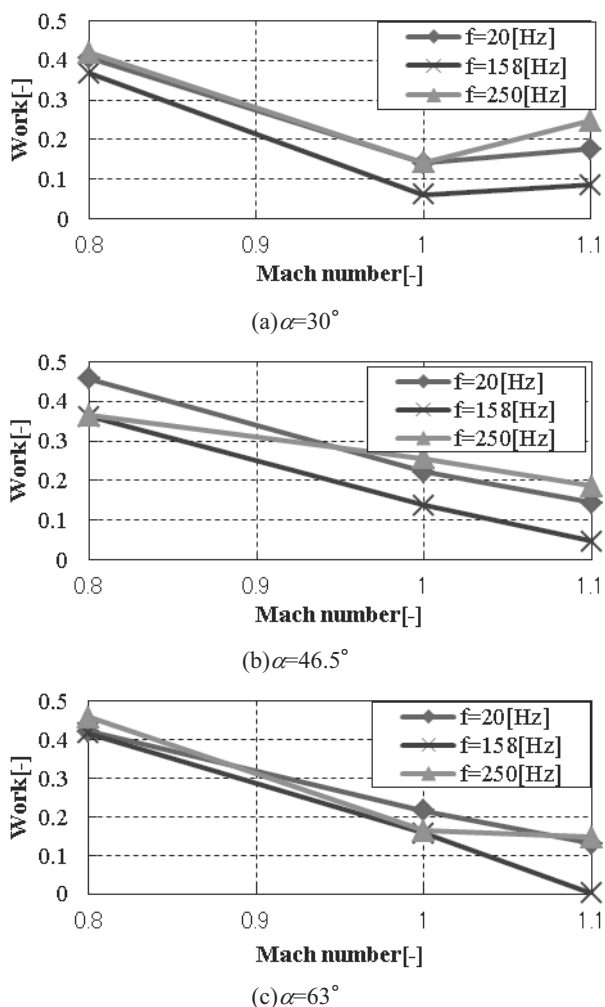 0.5
f=20[Hz]
f=158[Hz]
f=250[Hz]
0.4
0.3
0.2
0.1
0
Work[-]
0.8 0.9 1 1.1
Mach number[-]
(a)α=30°
0.5
f=20[Hz]
f=158[Hz]
f=250[Hz]
0.4
0.3
0.2
0.1
0
Work[-]
0.8 0.9 1 1.1
Mach number[-]
(b)α=46.5°
0.5
f=20[Hz]
f=158[Hz]
f=250[Hz]
0.4
0.3
0.2
0.1
0
Work[-]
0.8 0.9 1 1.1
Mach number[-]
(c)α=63°